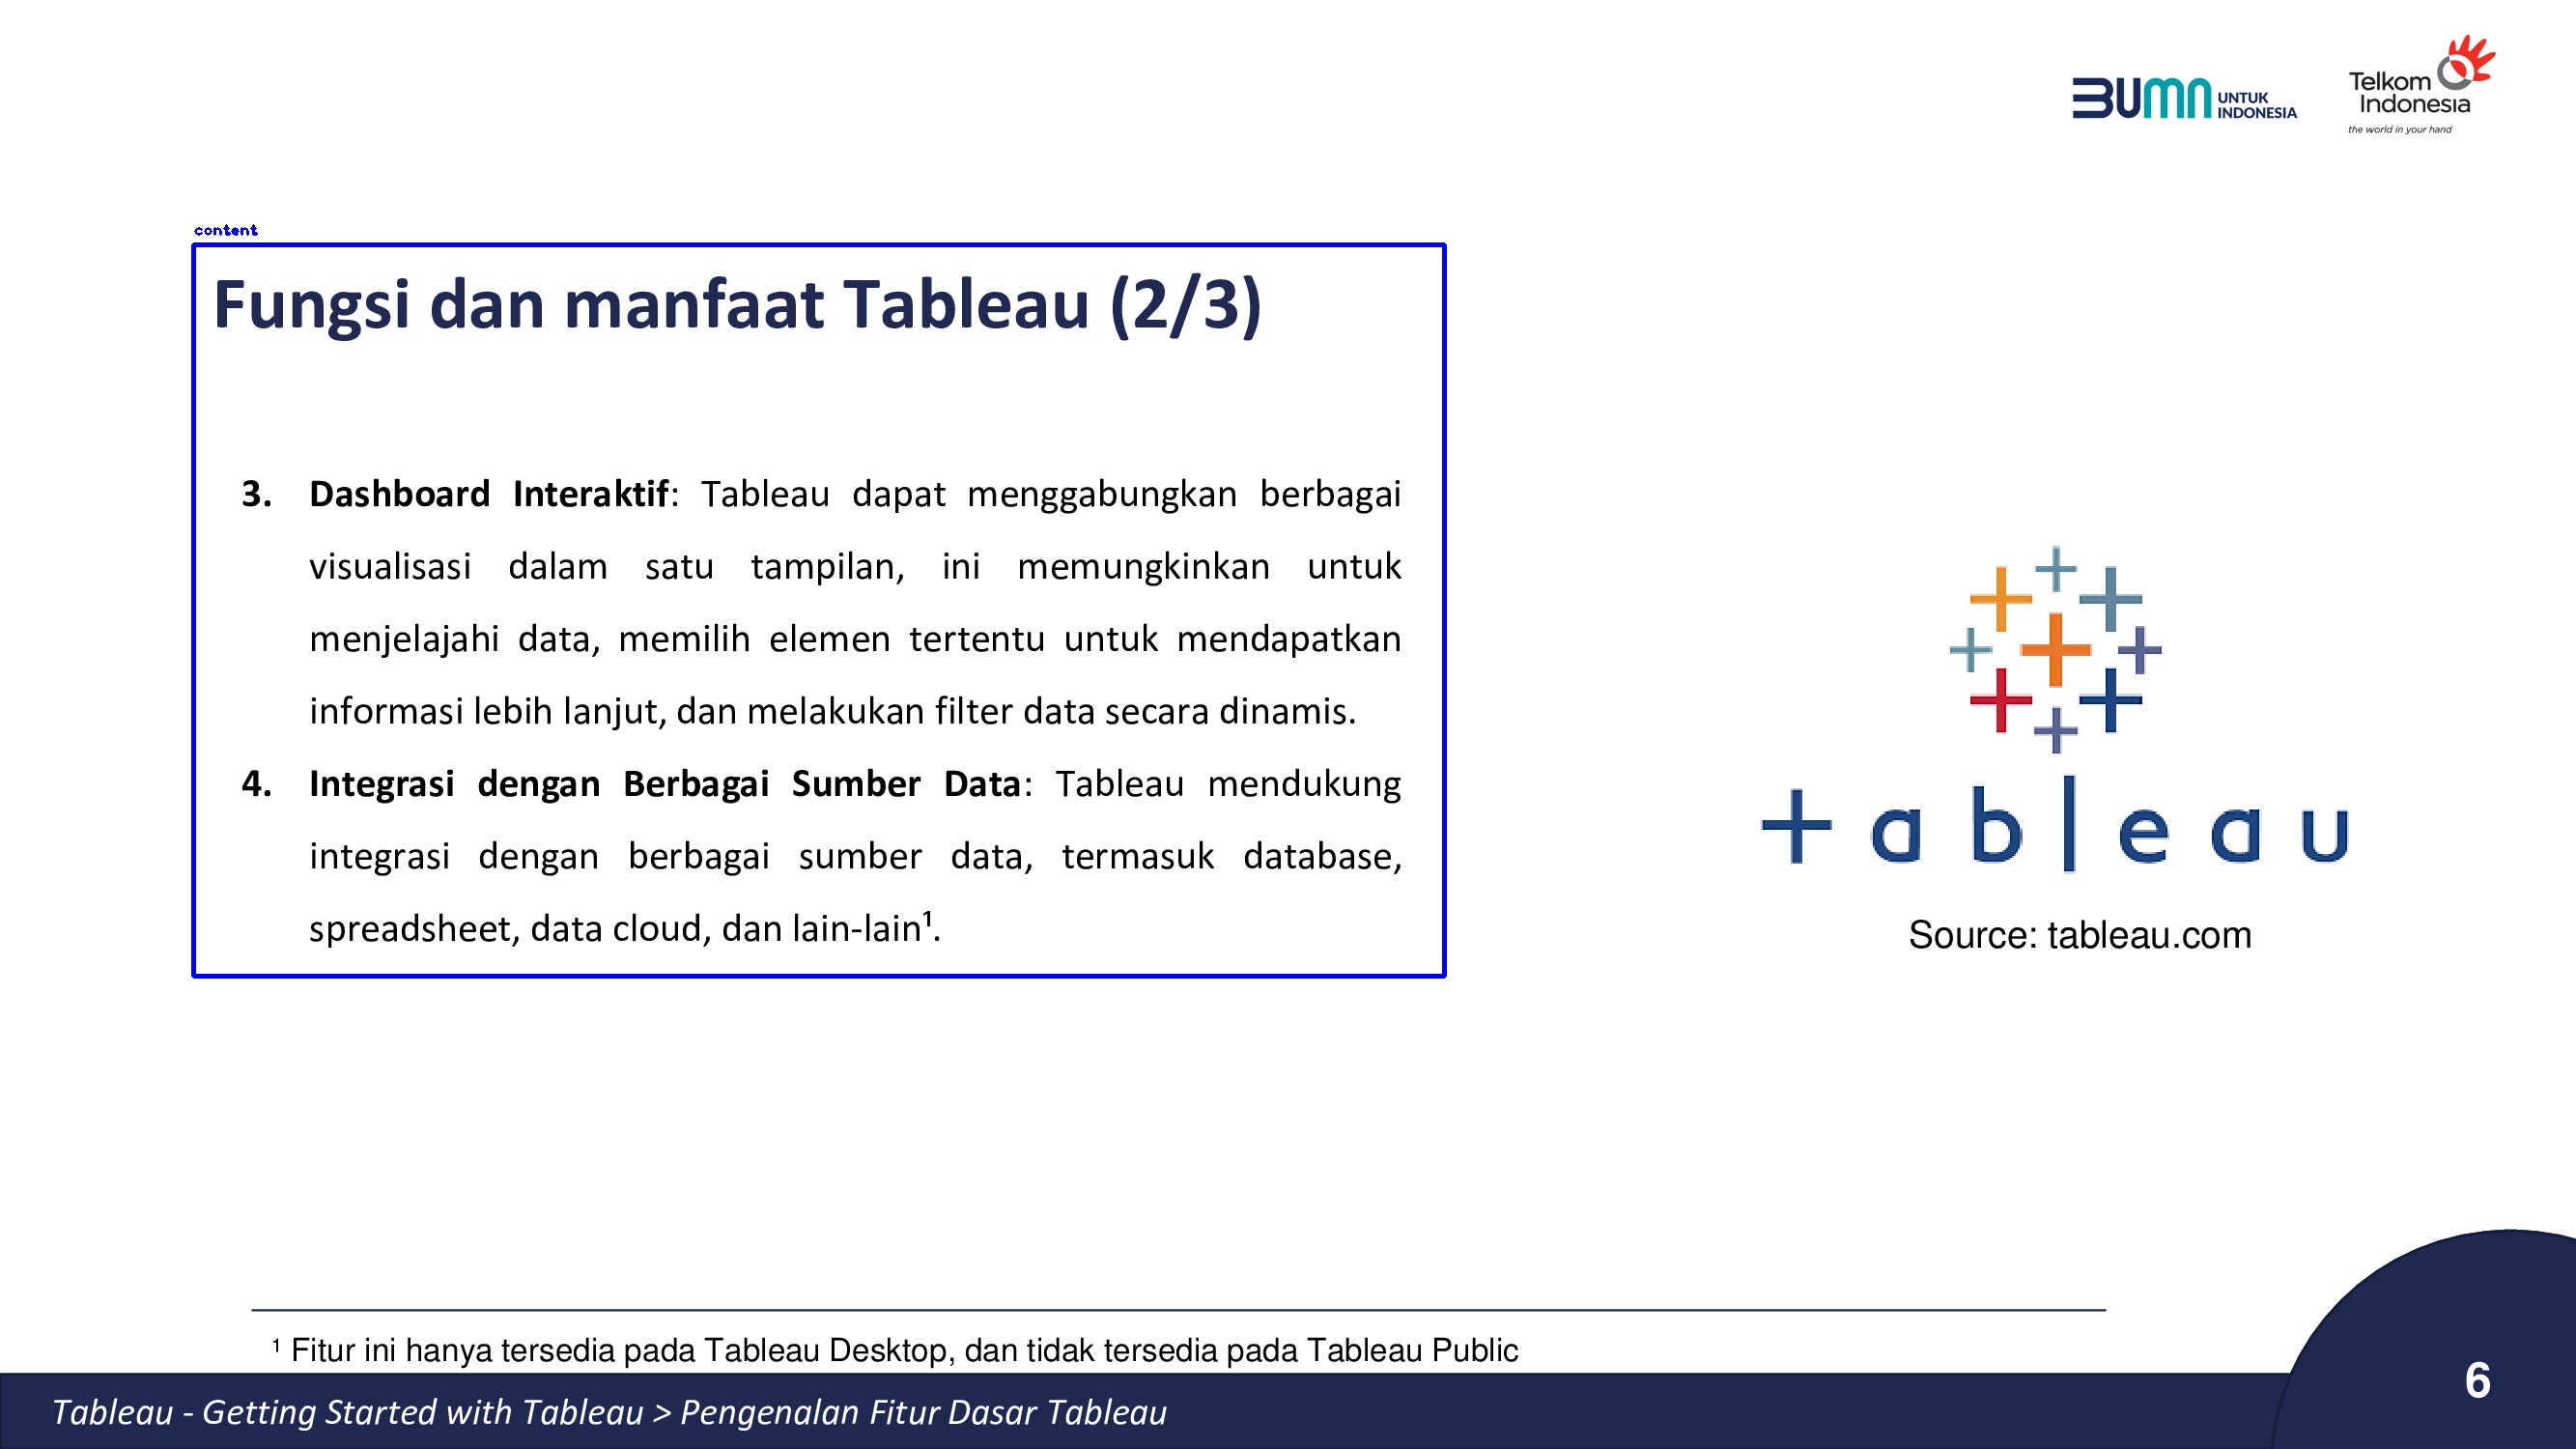 BUMN UNTUK
INDONESIA
Telkom
Indonesia
the world in your hand
content
Fungsi dan manfaat Tableau (2/3)
3. Dashboard Interaktif: Tableau dapat menggabungkan berbagai
visualisasi dalam satu tampilan, ini memungkinkan untuk
menjelajahi data, memilih elemen tertentu untuk mendapatkan
informasi lebih lanjut, dan melakukan filter data secara dinamis.
4. Integrasi dengan Berbagai Sumber Data: Tableau mendukung
integrasi dengan berbagai sumber data, termasuk database,
spreadsheet, data cloud, dan lain-lain¹.
tableau
Source: tableau.com
¹ Fitur ini hanya tersedia pada Tableau Desktop, dan tidak tersedia pada Tableau Public
Tableau - Getting Started with Tableau > Pengenalan Fitur Dasar Tableau
6